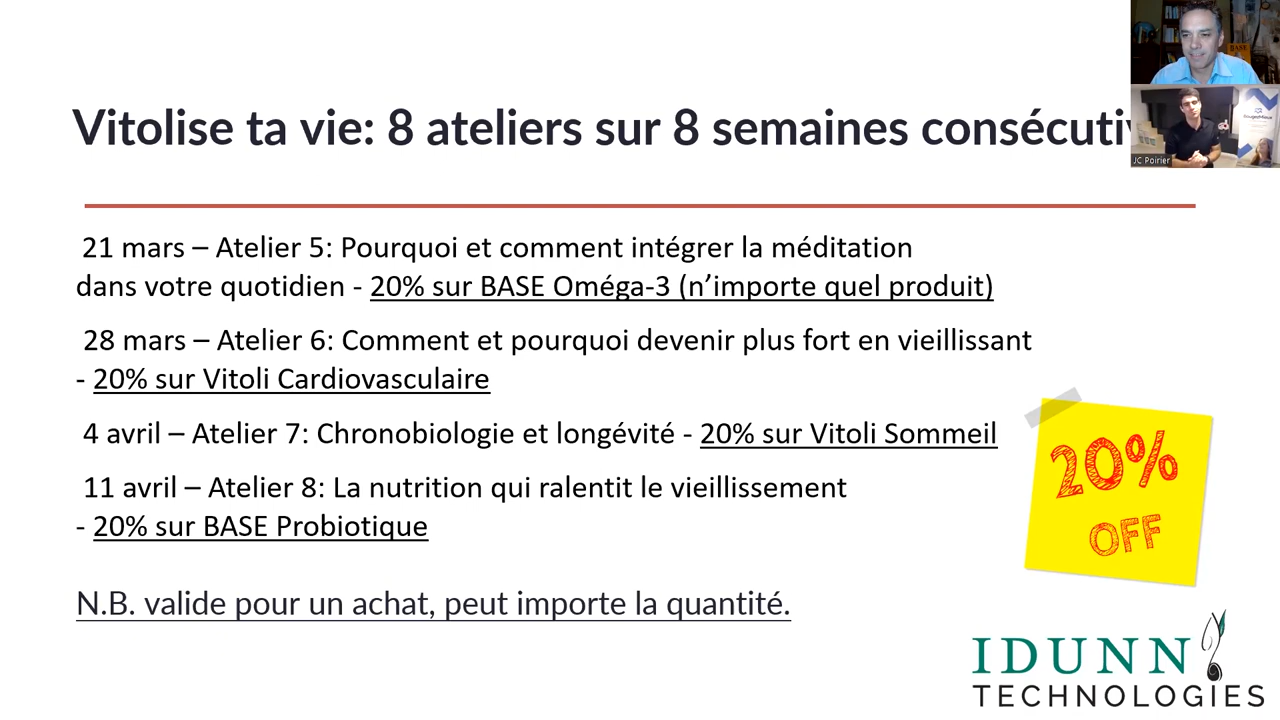 Vitolise ta vie: 8 ateliers sur 8 semaines
21 mars – Atelier 5: Pourquoi et comment intégrer la méditation
dans votre quotidien - 20% sur BASE Oméga-3 (n’importe quel produit)
28 mars – Atelier 6: Comment et pourquoi devenir plus fort en vieillissant
- 20% sur Vitoli Cardiovasculaire
4 avril – Atelier 7: Chronobiologie et longévité - 20% sur Vitoli Sommeil
11 avril – Atelier 8: La nutrition qui ralentit le vieillissement
- 20% sur BASE Probiotique
N.B. valide pour un achat, peut importe la quantité.
20%
OFF
IDUNN
TECHNOLOGIES
BASE
JC Poirier